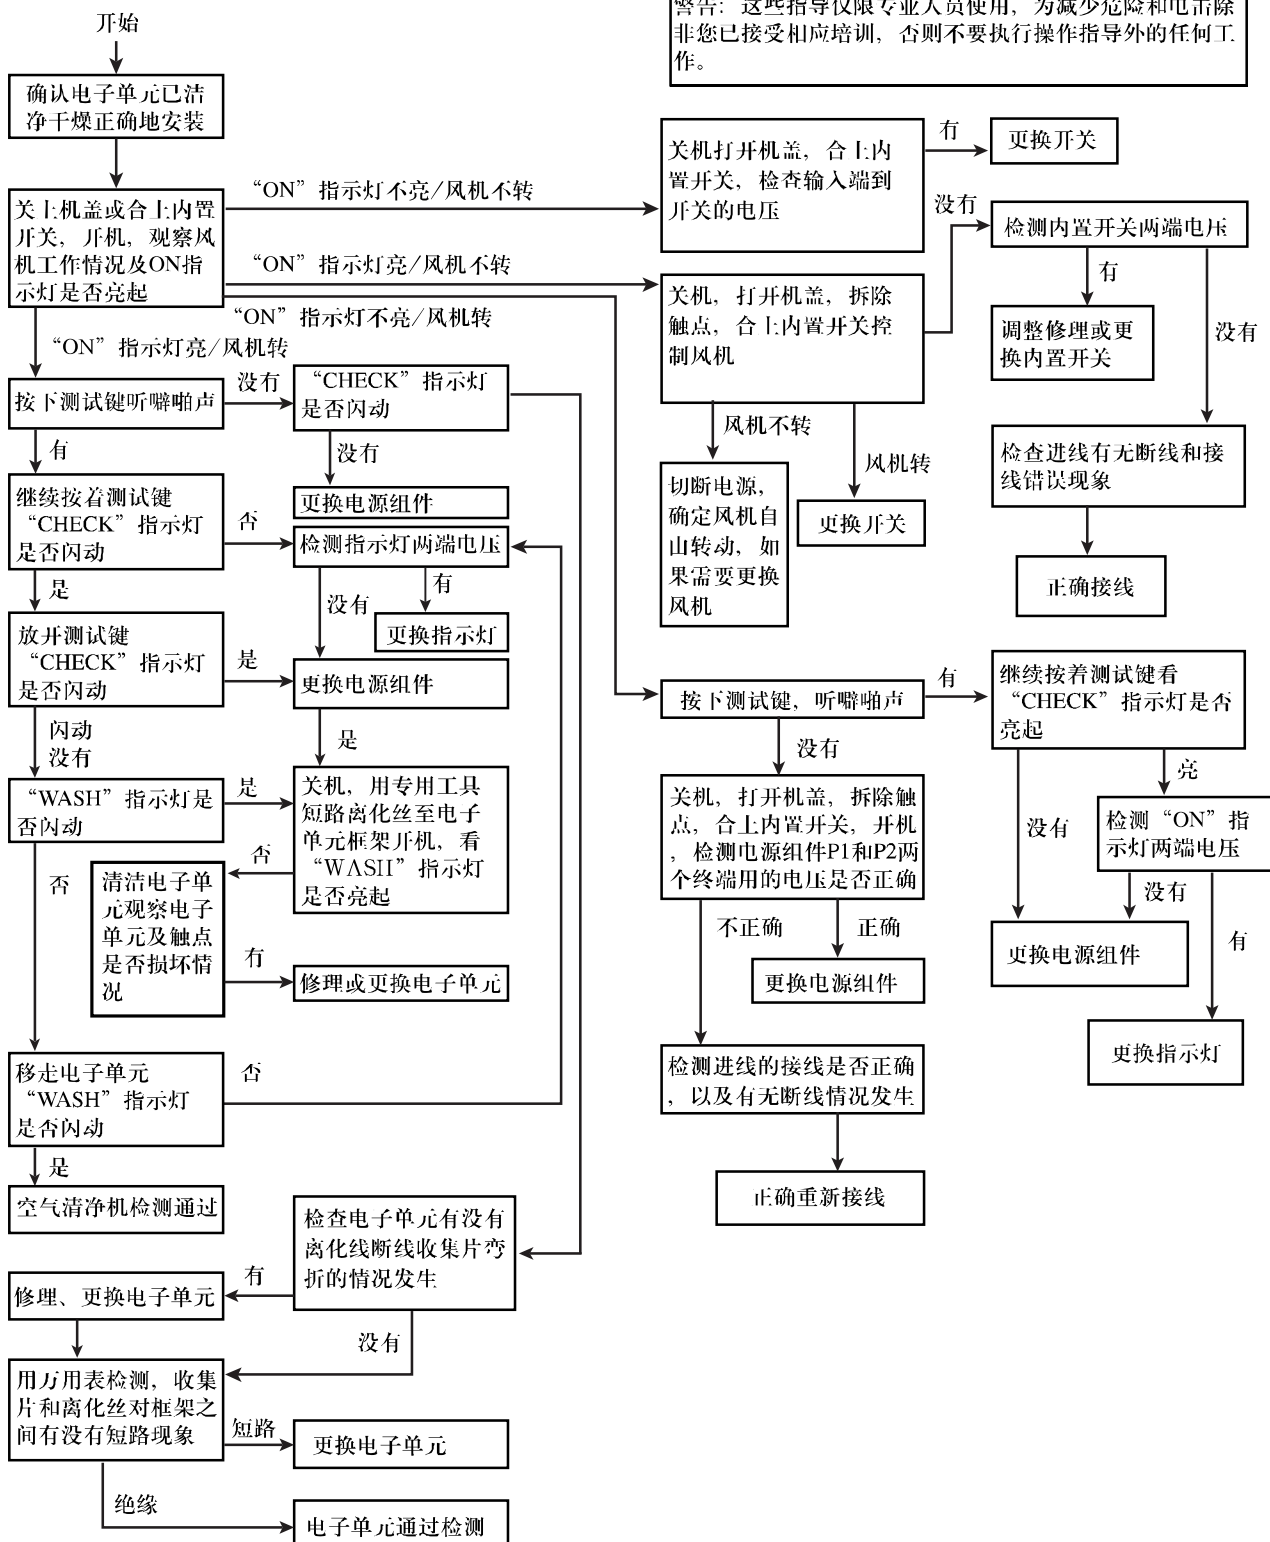 警告：这些指导仅限专业人员使用，为减少危险和电击除
非您已接受相应培训，否则不要执行操作指导外的任何工
作。
开始
确认电子单元已洁
净干燥正确地安装
关上机盖或合上内置
开关，开机，观察风
机工作情况及ON指
示灯是否亮起
“ON”指示灯不亮/风机不转
“ON”指示灯亮/风机不转
“ON”指示灯不亮/风机转
“ON”指示灯亮/风机转
按下测试键听噼啪声
没有
“CHECK”指示灯
是否闪动
没有
更换电源组件
有
继续按着测试键
“CHECK”指示灯
是否闪动
否
检测指示灯两端电压
有
没有
更换指示灯
是
放开测试键
“CHECK”指示灯
是否闪动
是
更换电源组件
是
闪动
没有
“WASH”指示灯是
否闪动
是
关机，用专用工具
短路离化丝至电子
单元框架开机，看
“WASH”指示灯
是否亮起
否
否
清洁电子单
元观察电子
单元及触点
是否损坏情
况
有
修理或更换电子单元
移走电子单元
“WASH”指示灯
是否闪动
否
是
空气清净机检测通过
检查电子单元有没有
离化线断线收集片弯
折的情况发生
有
修理、更换电子单元
没有
用万用表检测，收集
片和离化丝对框架之
间有没有短路现象
短路
更换电子单元
绝缘
电子单元通过检测
关机打开机盖，合上内
置开关，检查输入端到
开关的电压
有
更换开关
没有
检测内置开关两端电压
有
没有
调整修理或更
换内置开关
检查进线有无断线和接
线错误现象
正确接线
关机，打开机盖，拆除
触点，合上内置开关控
制风机
风机不转
风机转
切断电源，
确定风机自
由转动，如
果需要更换
风机
更换开关
按下测试键，听噼啪声
有
继续按着测试键看
“CHECK”指示灯是否
亮起
没有
亮
检测“ON”指
示灯两端电压
没有
有
更换电源组件
更换指示灯
没有
关机，打开机盖，拆除触
点，合上内置开关，开机
，检测电源组件P1和P2两
个终端用的电压是否正确
不正确
正确
更换电源组件
检测进线的接线是否正确
，以及有无断线情况发生
正确重新接线